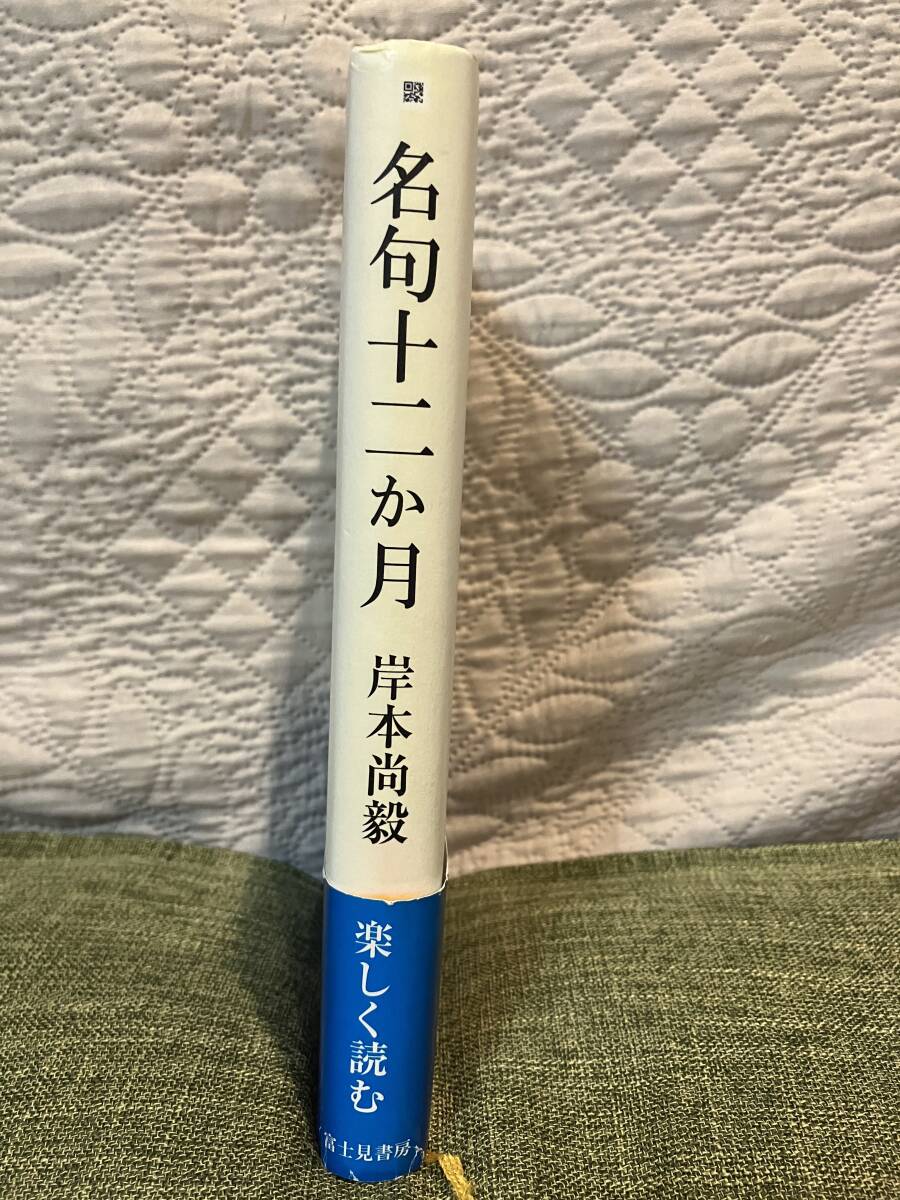 名句十二か月
岸本尚毅
楽しく読む
富士見書房